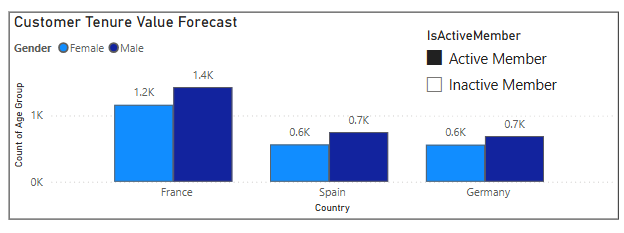 Customer Tenure Value Forecast
IsActiveMember
Gender Female Male
Active Member
Inactive Member
Count of Age Group
1K
0K
1.2K
1.4K
0.6K
0.7K
0.6K
0.7K
France
Spain
Germany
Country